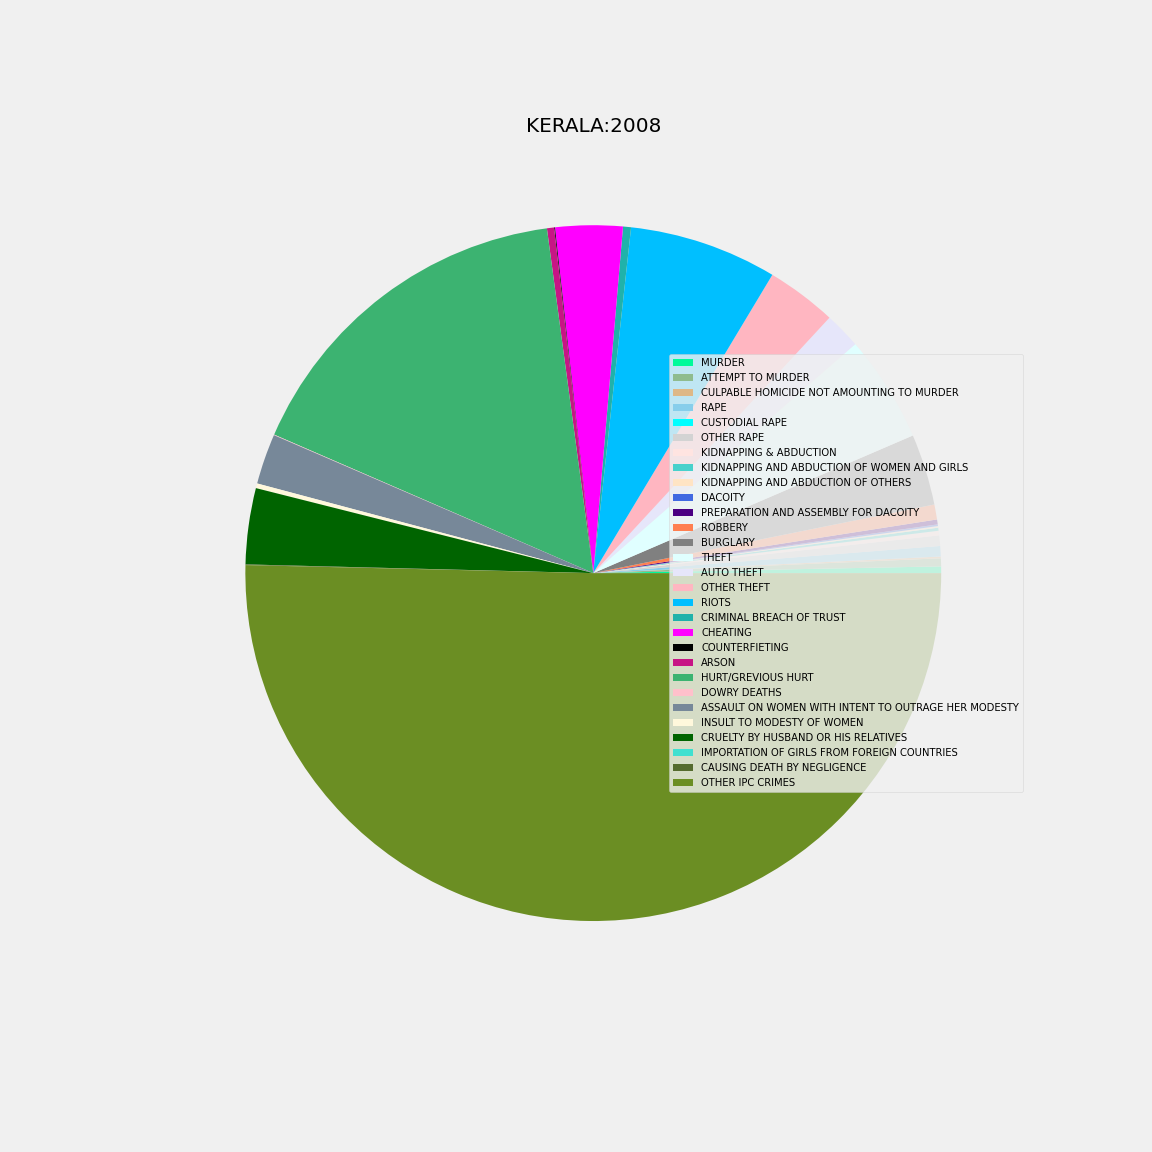 KERALA:2008
MURDER
ATTEMPT TO MURDER
CULPABLE HOMICIDE NOT AMOUNTING TO MURDER
RAPE
CUSTODIAL RAPE
OTHER RAPE
KIDNAPPING & ABDUCTION
KIDNAPPING AND ABDUCTION OF WOMEN AND GIRLS
KIDNAPPING AND ABDUCTION OF OTHERS
DACOITY
PREPARATION AND ASSEMBLY FOR DACOITY
ROBBERY
BURGLARY
THEFT
AUTO THEFT
OTHER THEFT
RIOTS
CRIMINAL BREACH OF TRUST
CHEATING
COUNTERFIETING
ARSON
HURT/GREVIOUS HURT
DOWRY DEATHS
ASSAULT ON WOMEN WITH INTENT TO OUTRAGE HER MODESTY
INSULT TO MODESTY OF WOMEN
CRUELTY BY HUSBAND OR HIS RELATIVES
IMPORTATION OF GIRLS FROM FOREIGN COUNTRIES
CAUSING DEATH BY NEGLIGENCE
OTHER IPC CRIMES